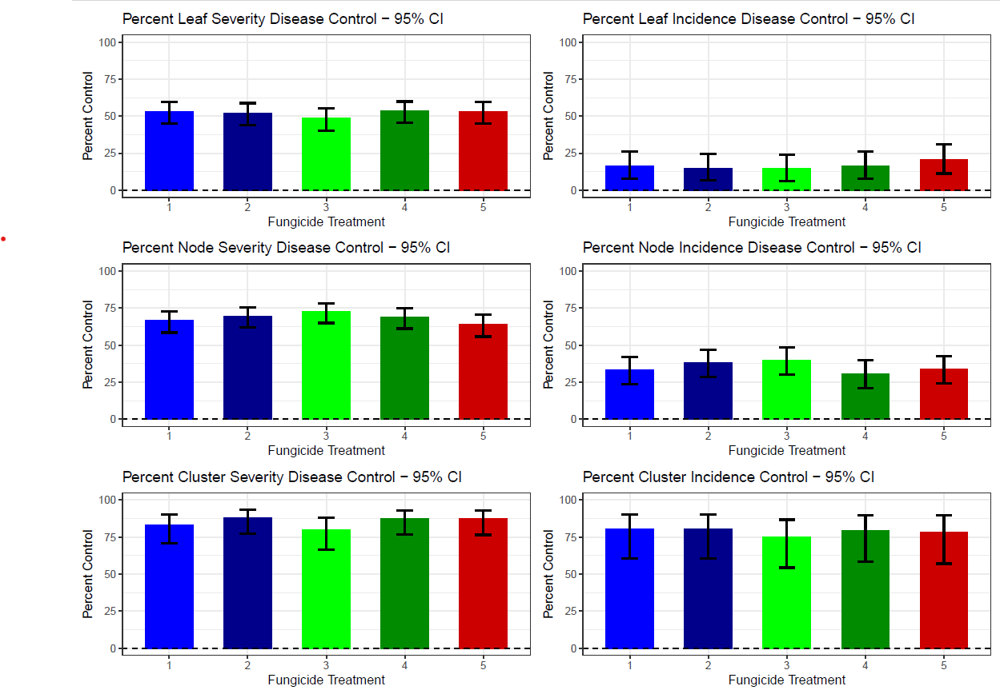 Percent Leaf Severity Disease Control − 95% CI
100
75
50
25
0
Percent Control
1 2 3 4 5
Fungicide Treatment
Percent Leaf Incidence Disease Control − 95% CI
100
75
50
25
0
Percent Control
1 2 3 4 5
Fungicide Treatment
Percent Node Severity Disease Control − 95% CI
100
75
50
25
0
Percent Control
1 2 3 4 5
Fungicide Treatment
Percent Node Incidence Disease Control − 95% CI
100
75
50
25
0
Percent Control
1 2 3 4 5
Fungicide Treatment
Percent Cluster Severity Disease Control − 95% CI
100
75
50
25
0
Percent Control
1 2 3 4 5
Fungicide Treatment
Percent Cluster Incidence Control − 95% CI
100
75
50
25
0
Percent Control
1 2 3 4 5
Fungicide Treatment